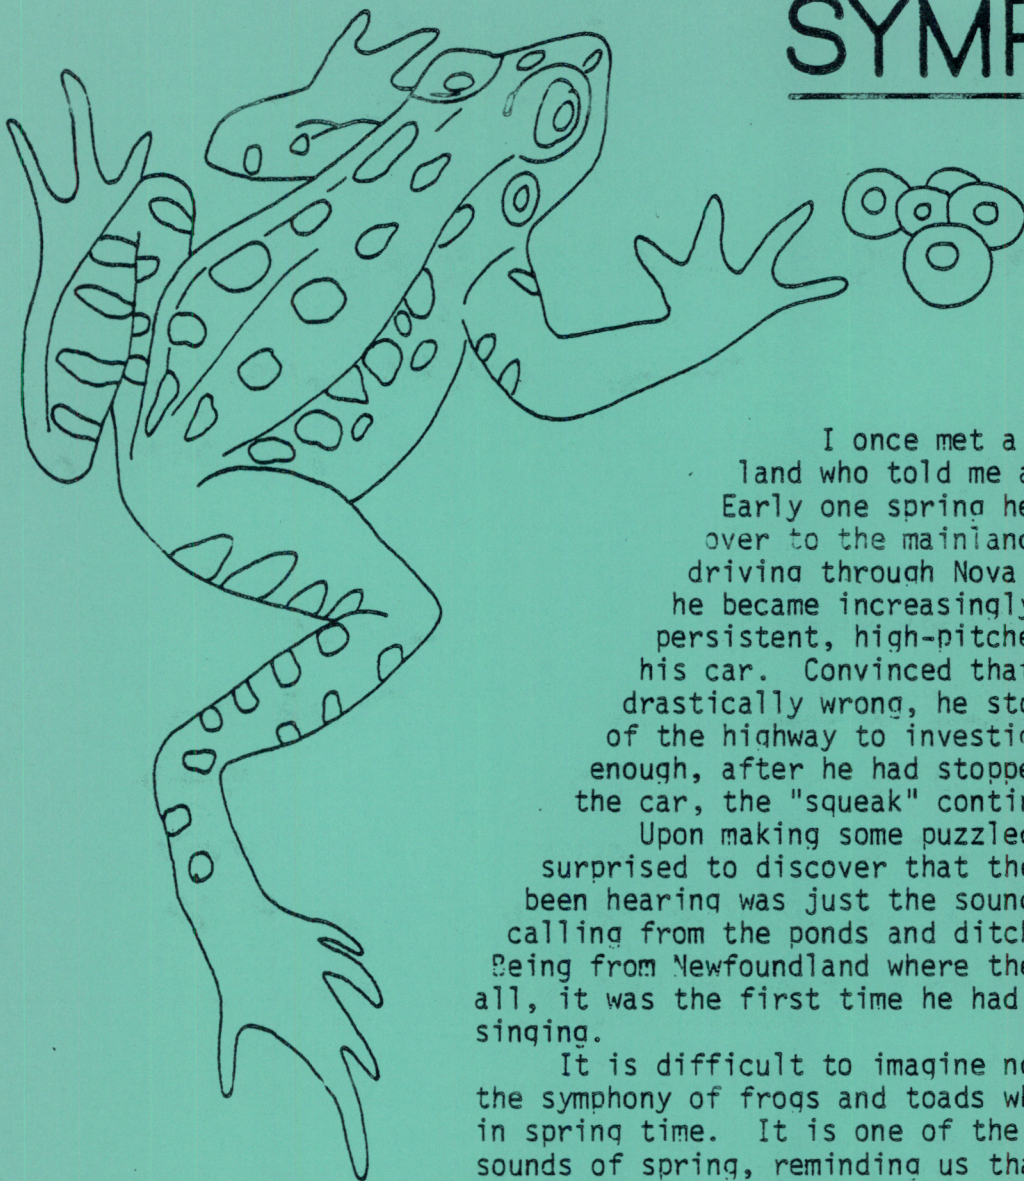 SYMP
I once met a
land who told me a
Early one spring he
over to the mainland
driving through Nova
he became increasingly
persistent, high-pitche
his car. Convinced that
drastically wrong, he sto
of the highway to investig
enough, after he had stoppe
the car, the "squeak" contin
Upon making some puzzled
surprised to discover that the
been hearing was just the sound
calling from the ponds and ditch
Being from Newfoundland where the
all, it was the first time he had
singing.
It is difficult to imagine no
the symphony of frogs and toads wh
in spring time. It is one of the
sounds of spring, reminding us tha